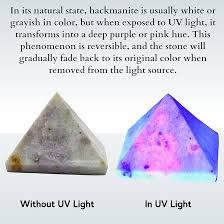 In its natural state, backmanite is usually white or
grayish in color, but when exposed to UV light, it
transforms into a deep purple or pink hue. This
phenomenon is reversible, and the stone will
gradually fade back to its original color when
removed from the light source.
Without UV Light
In UV Light